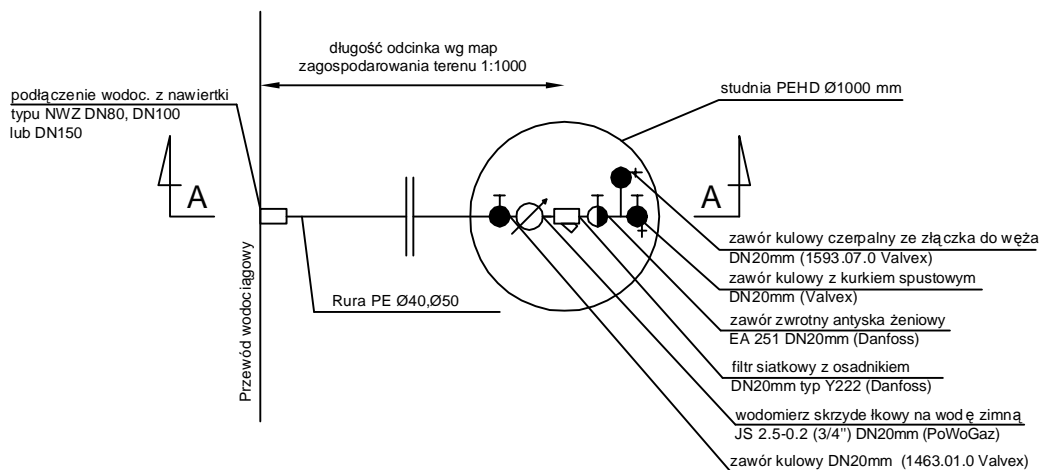 długość odcinka wg map
zagospodarowania terenu 1:1000
podłączenie wodoc. z nawiertki
typu NWZ DN80, DN100
lub DN150
studnia PEHD Ø1000 mm
A
A
Przewód wodociągowy
Rura PE Ø40,Ø50
zawór kulowy czerpalny ze złączka do węża
DN20mm (1593.07.0 Valvex)
zawór kulowy z kurkiem spustowym
DN20mm (Valvex)
zawór zwrotny antyska żeniowy
EA 251 DN20mm (Danfoss)
filtr siatkowy z osadnikiem
DN20mm typ Y222 (Danfoss)
wodomierz skrzyde łkowy na wodę zimną
JS 2.5-0.2 (3/4") DN20mm (PoWoGaz)
zawór kulowy DN20mm (1463.01.0 Valvex)